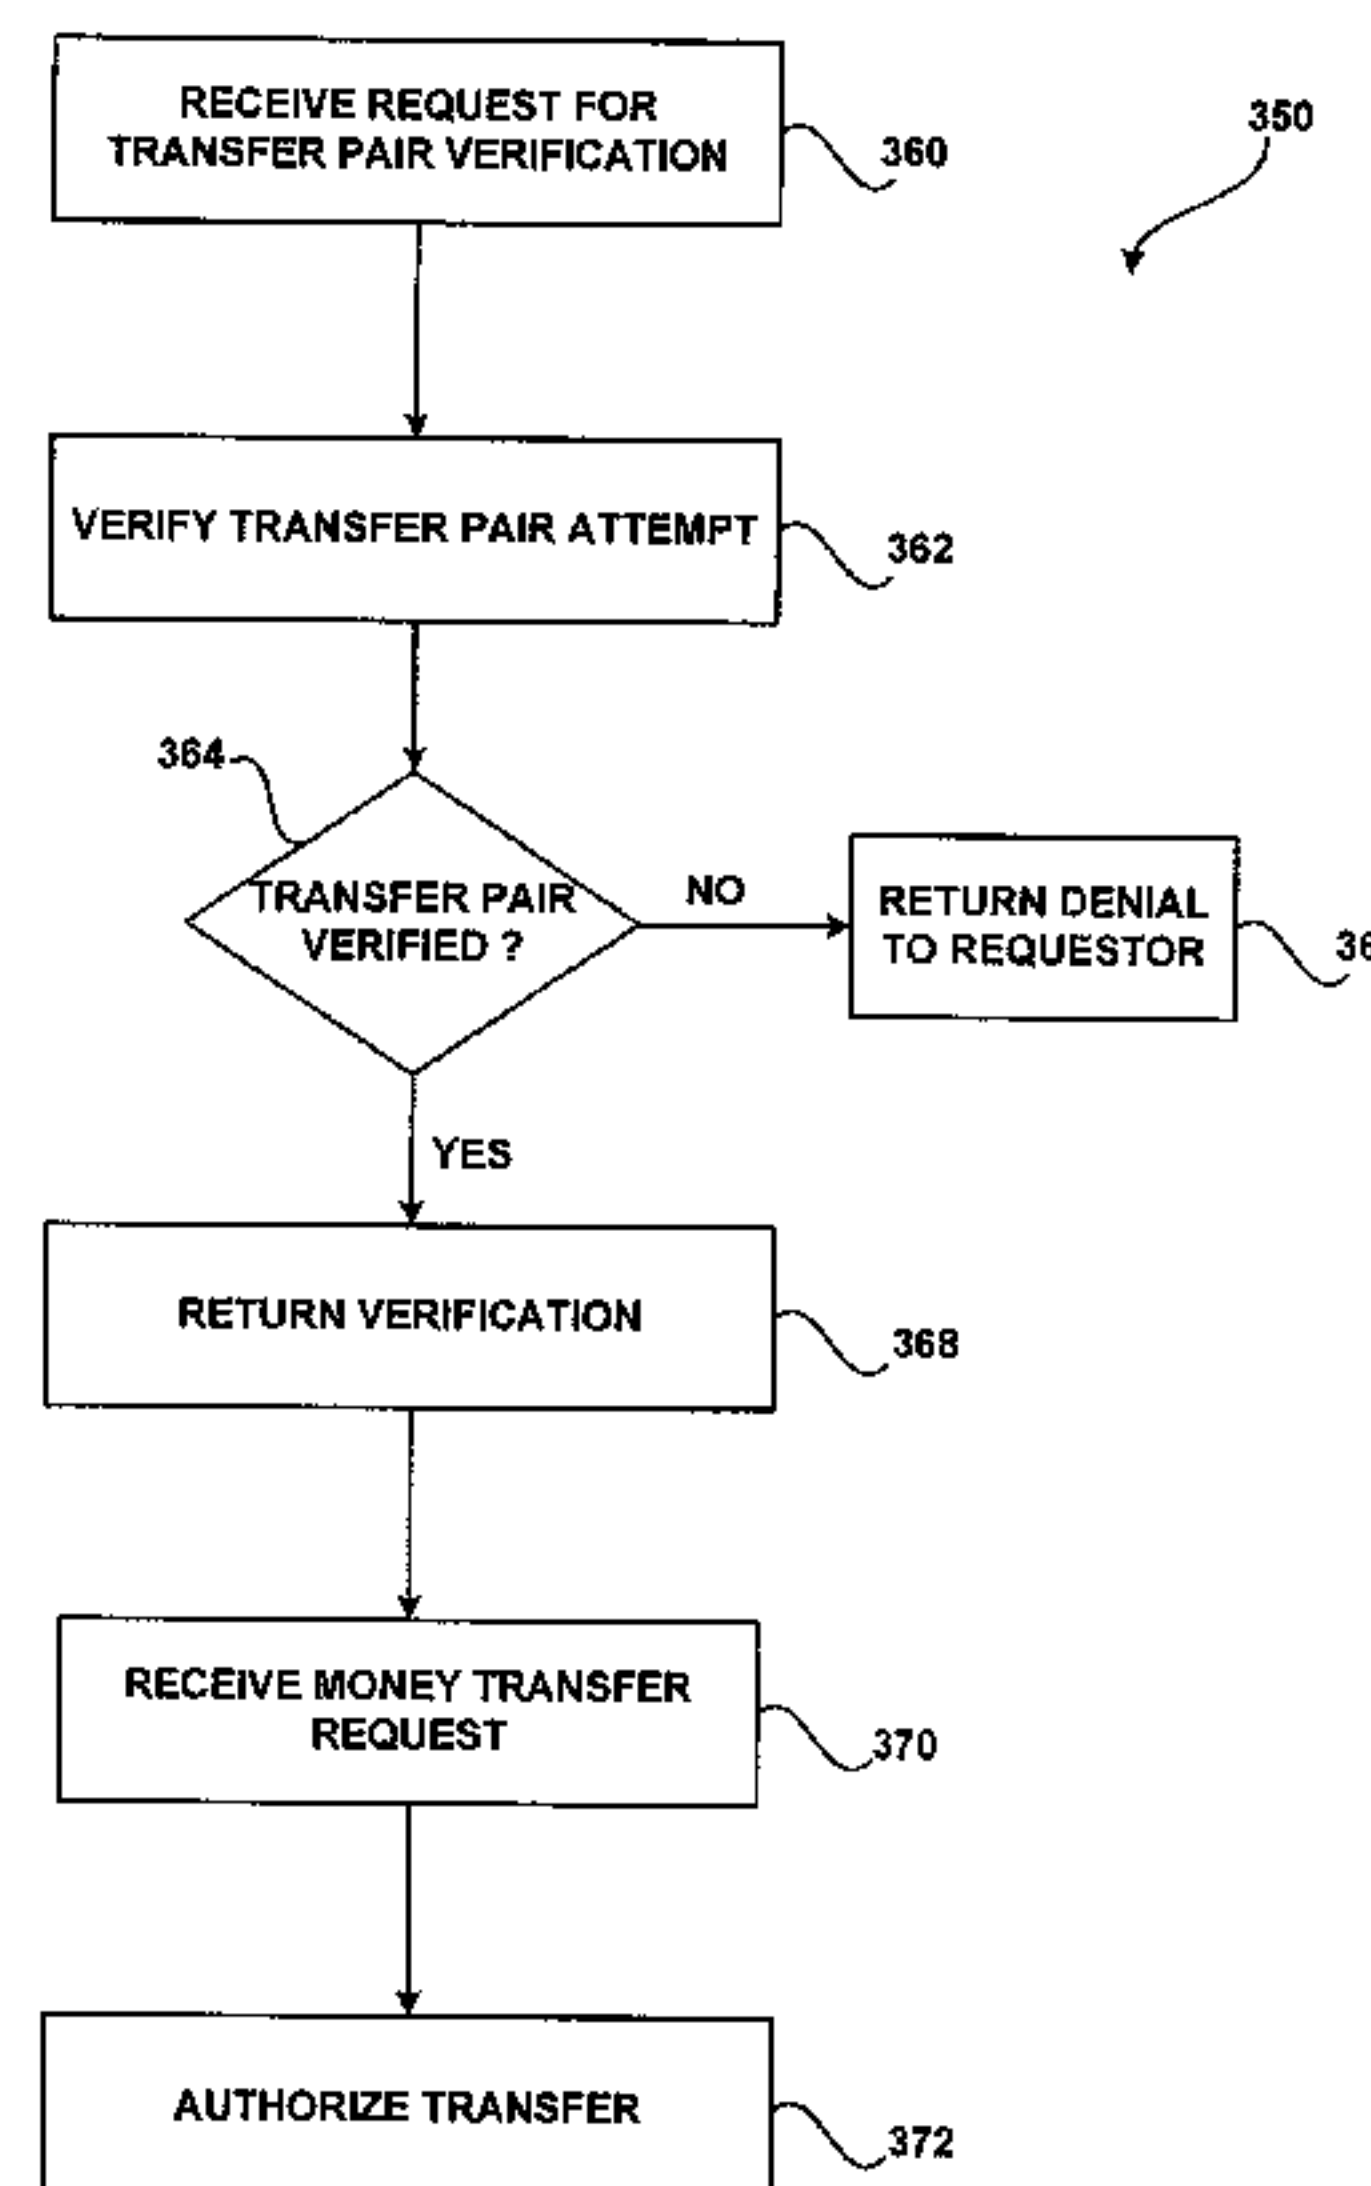 RECEIVE REQUEST FOR
TRANSFER PAIR VERIFICATION
360
350
VERIFY TRANSFER PAIR ATTEMPT
362
364
TRANSFER PAIR
VERIFIED ?
NO
RETURN DENIAL
TO REQUESTOR
YES
RETURN VERIFICATION
368
RECEIVE MONEY TRANSFER
REQUEST
370
AUTHORIZE TRANSFER
372